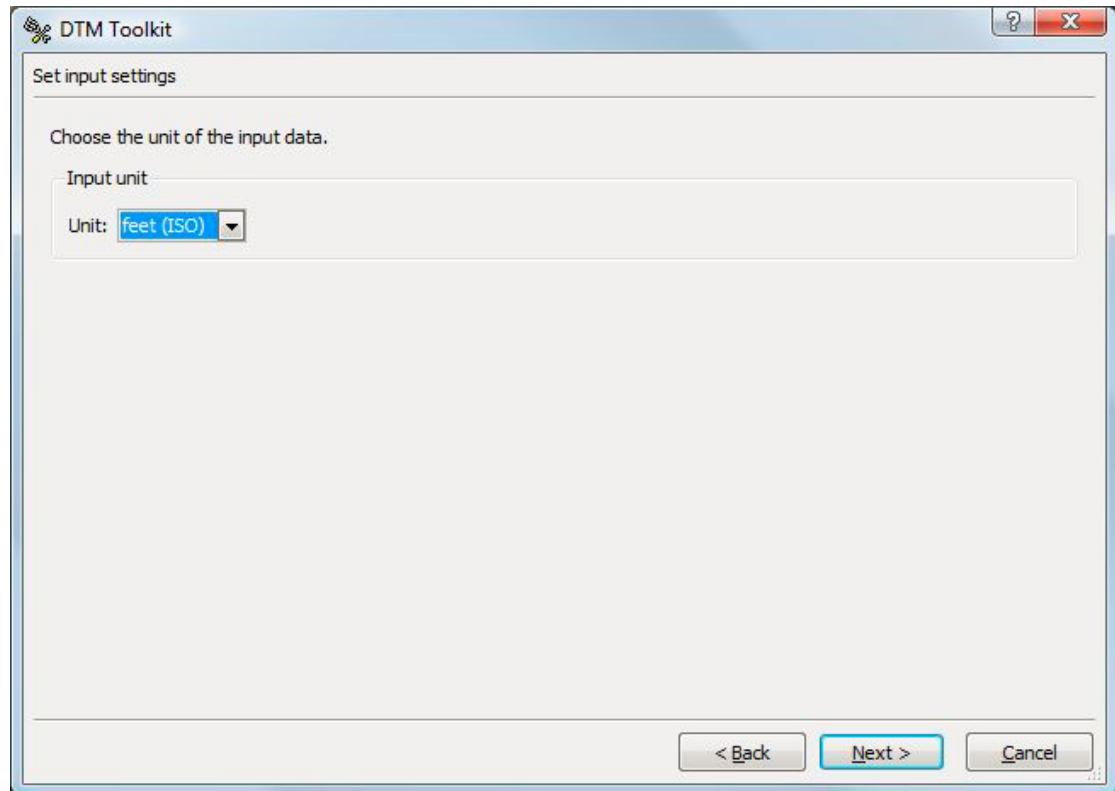 DTM Toolkit
Set input settings
Choose the unit of the input data.
Input unit
Unit: feet (ISO)
< Back Next > Cancel